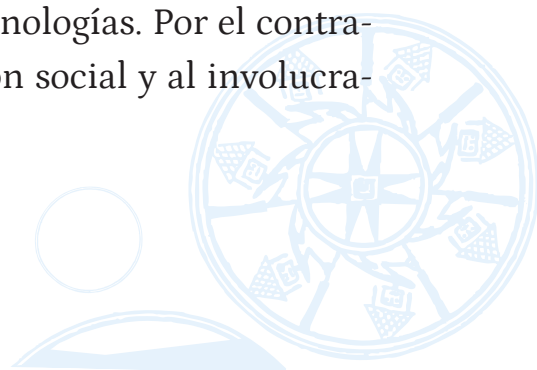 nologías. Por el contra-
n social y al involucra-